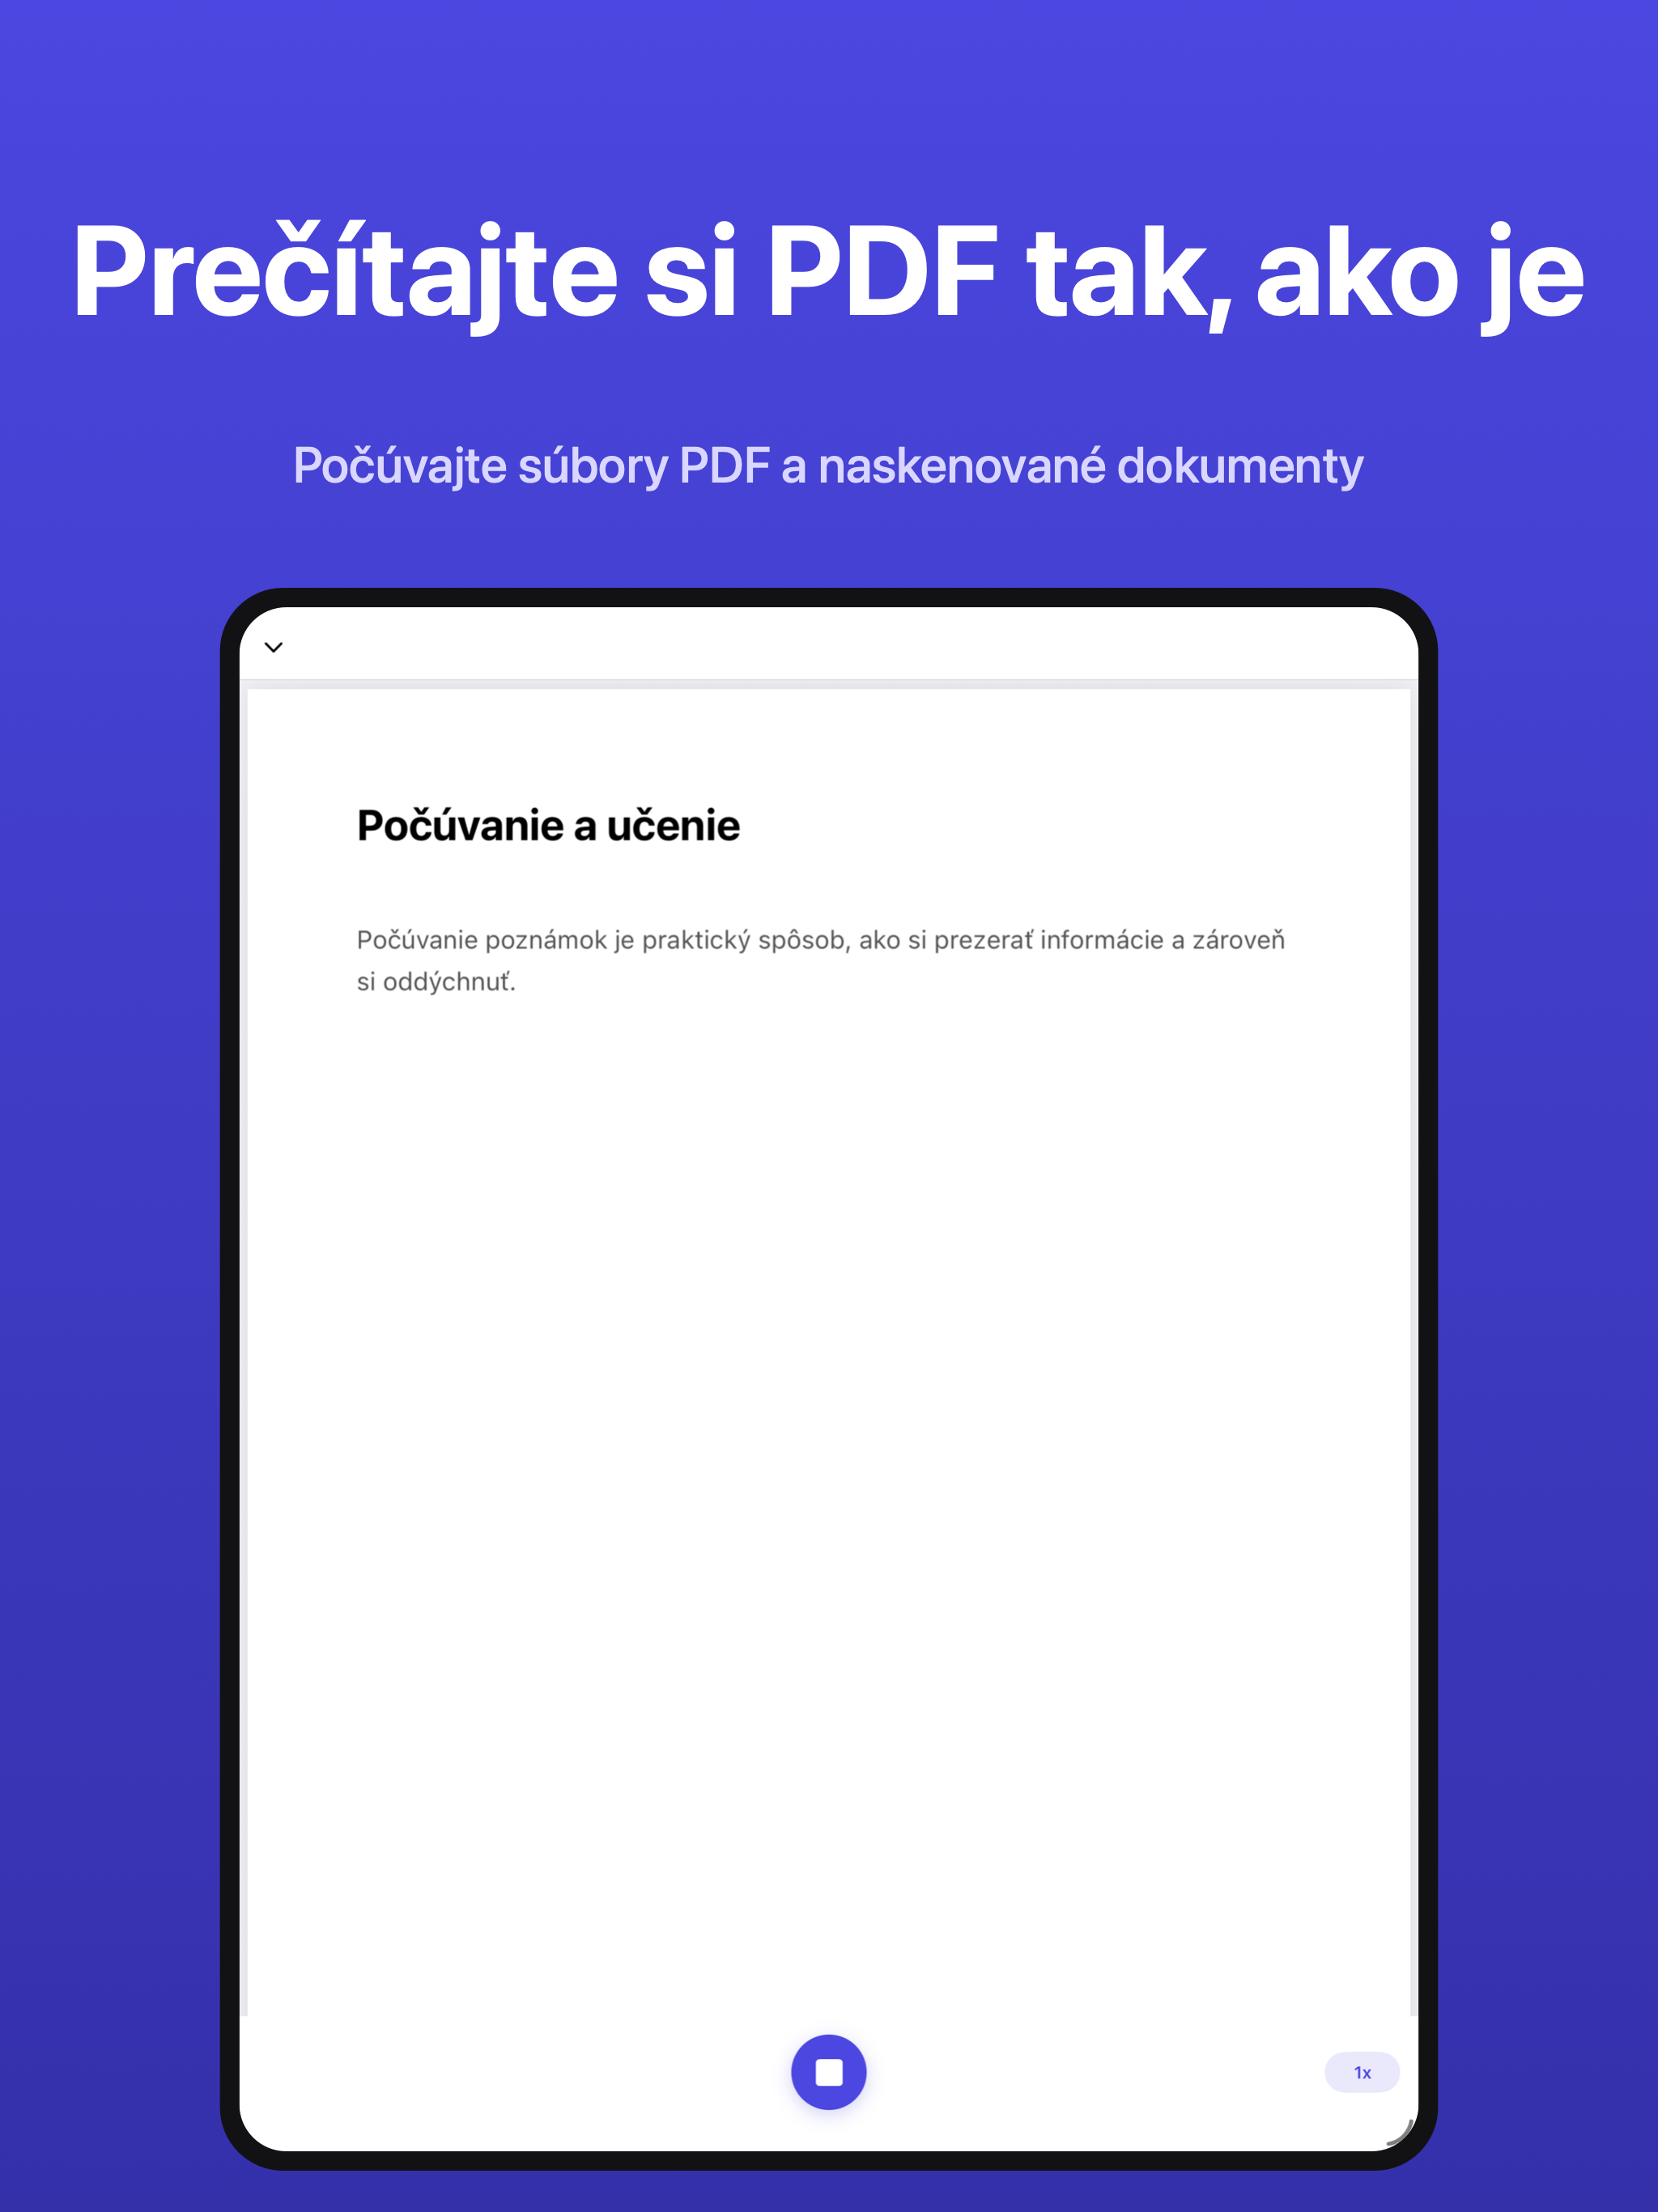 Prečítajte si PDF tak, ako je
Počúvajte súbory PDF a naskenované dokumenty
Počúvanie a učenie
Počúvanie poznámok je praktický spôsob, ako si prezerať informácie a zároveň
si oddýchnuť.
1x